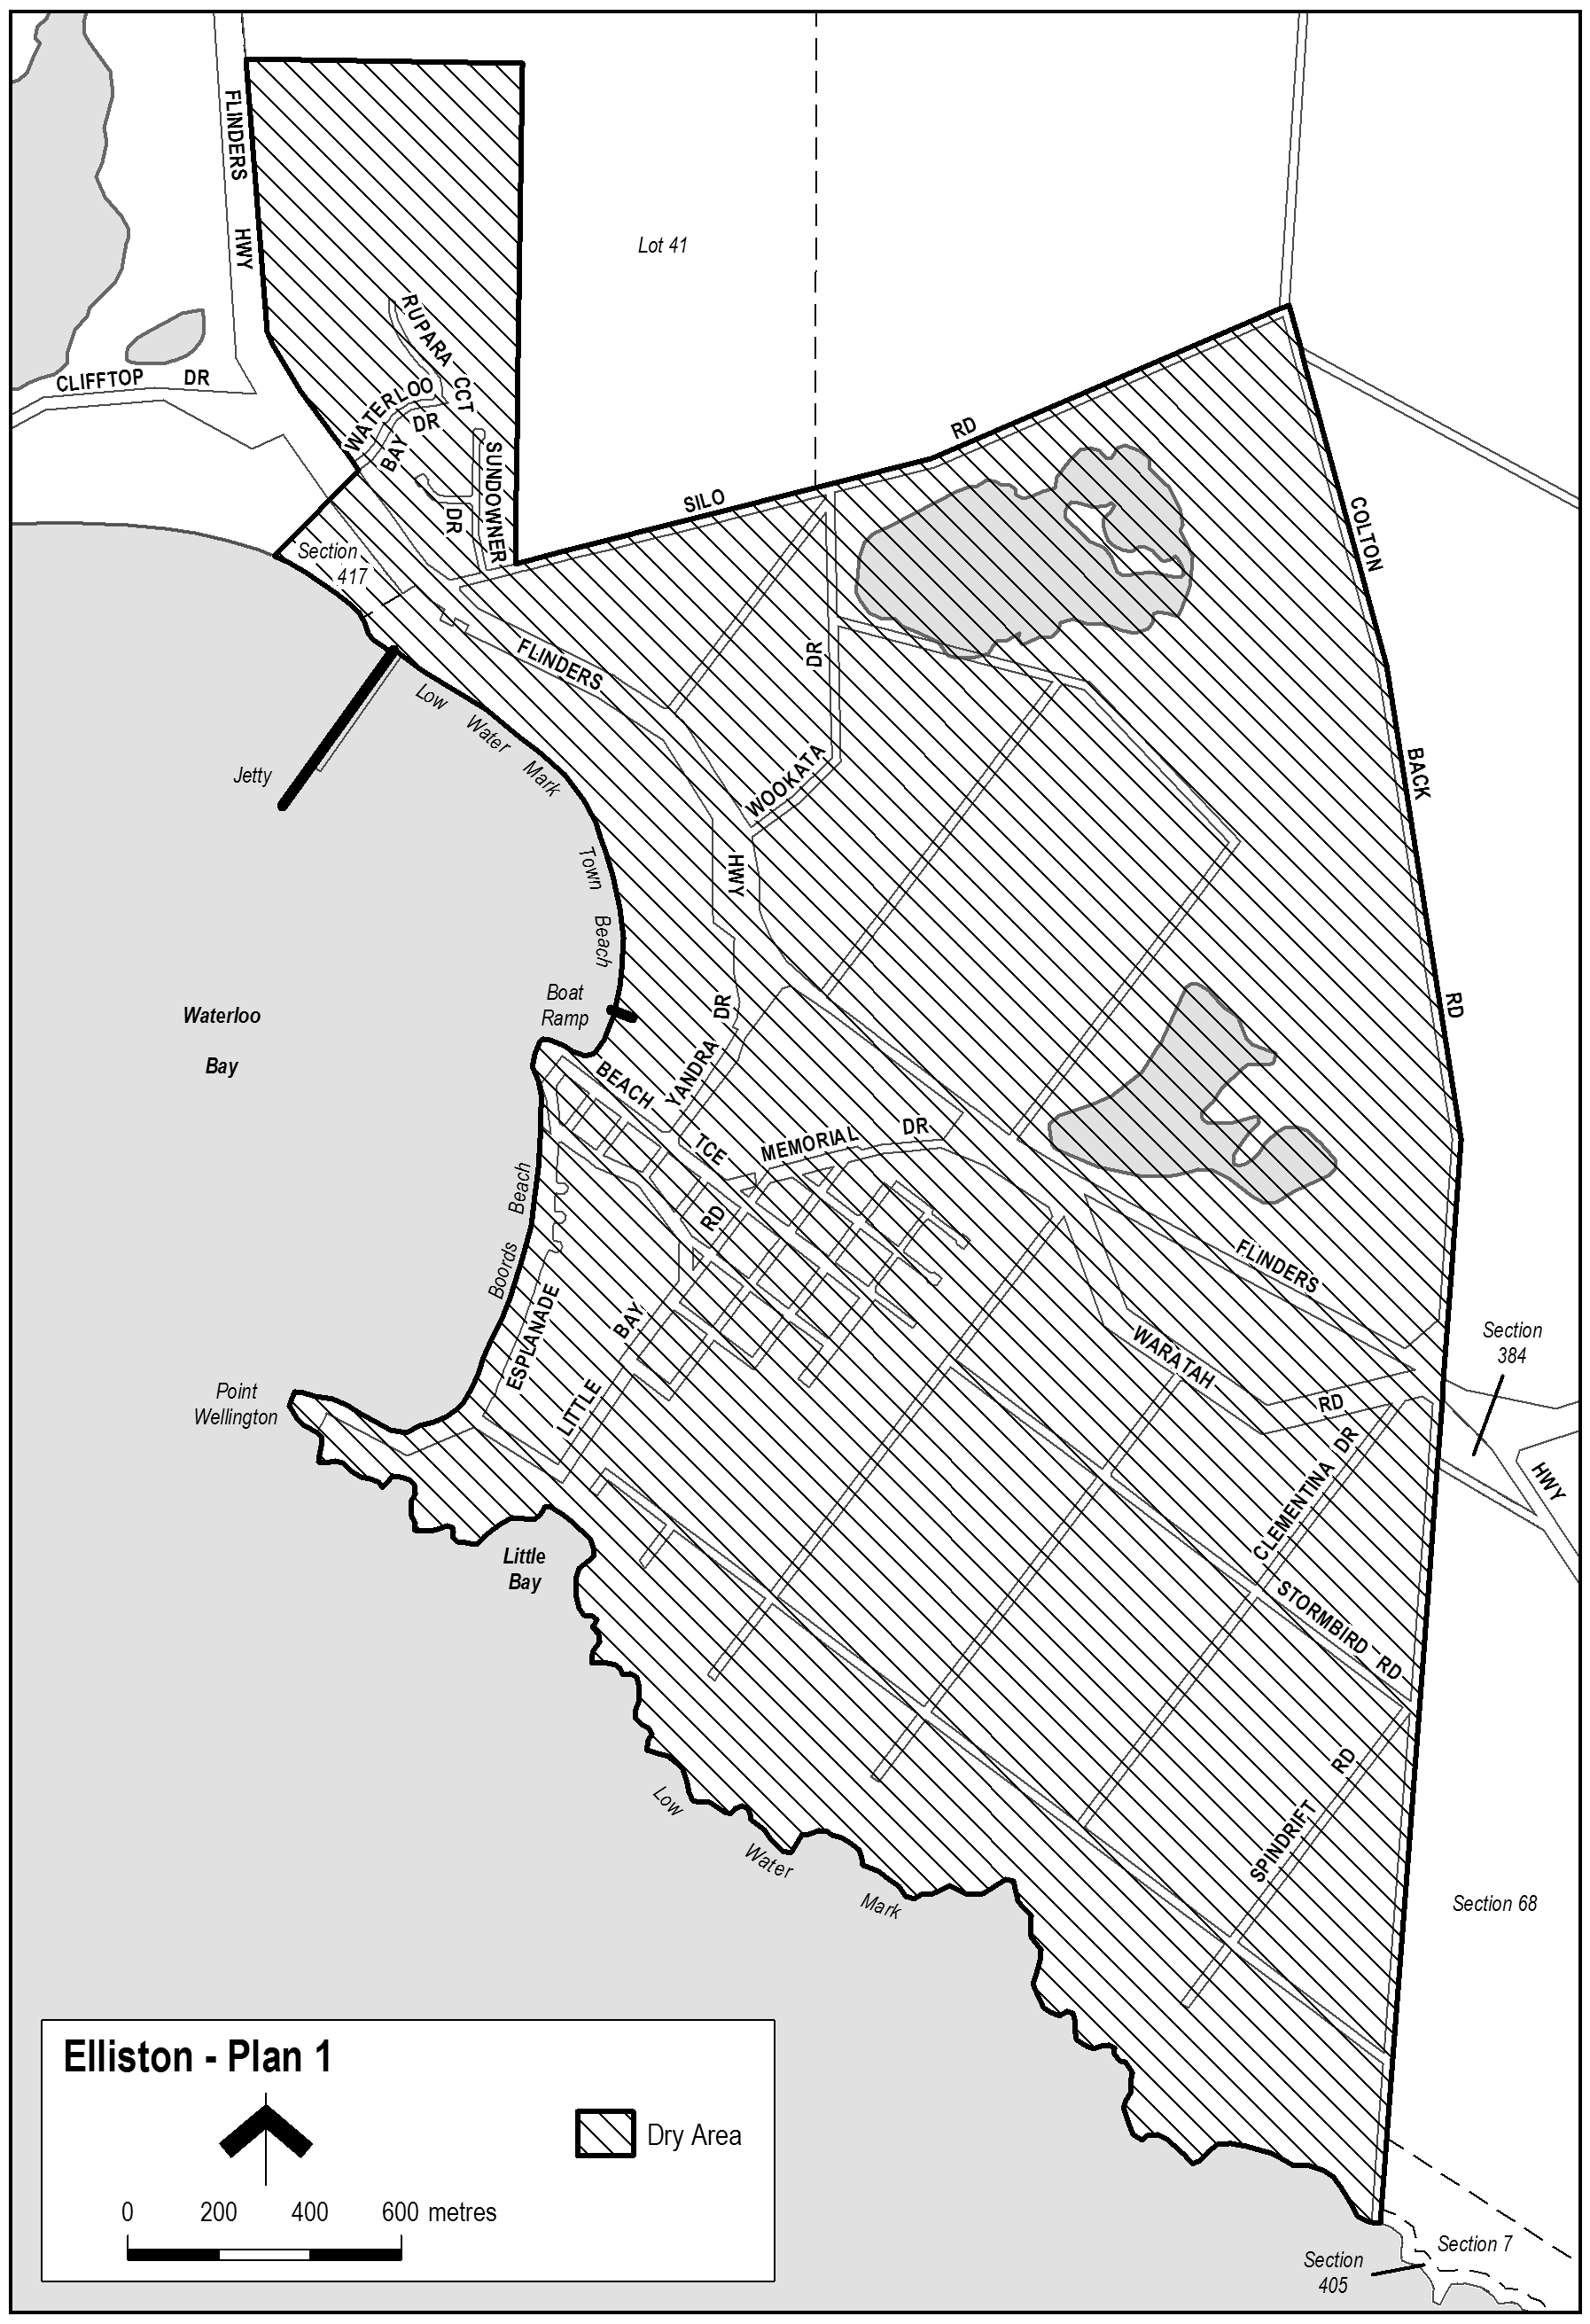 FLINDERS
HWY
Lot 41
RUPARA
CCT
CLIFFTOP DR
WATERLOO
BAY
DR
SUNDOWNER
DR
SILO
RD
COLTON
BACK
RD
Section
417
FLINDERS
HWY
Low Water Mark
Jetty
WOOKATA
DR
Town
Beach
Boat
Ramp
Waterloo
Bay
YANDRA
DR
BEACH
TCE
MEMORIAL
DR
RD
Boords Beach
ESPLANADE
LITTLE
BAY
FLINDERS
HWY
WARATAH
RD
Section
384
Point
Wellington
CLEMENTINA
DR
Little
Bay
STORMBIRD
RD
SPINDRIFT
RD
Low
Water
Mark
Section 68
Elliston - Plan 1
Dry Area
0 200 400 600 metres
Section 7
Section
405